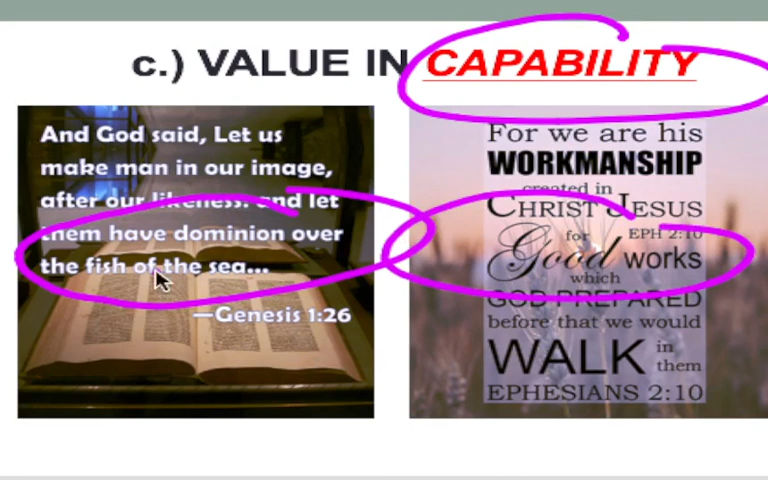 c.) VALUE IN CAPABILITY
And God said, Let us
make man in our image,
after our likeness: and let
them have dominion over
the fish of the sea...
—Genesis 1:26
For we are his
WORKMANSHIP
created in
CHRIST JESUS
for EPH 2:10
Good works
which
GOD PREPARED
before that we would
WALK in them
EPHESIANS 2:10